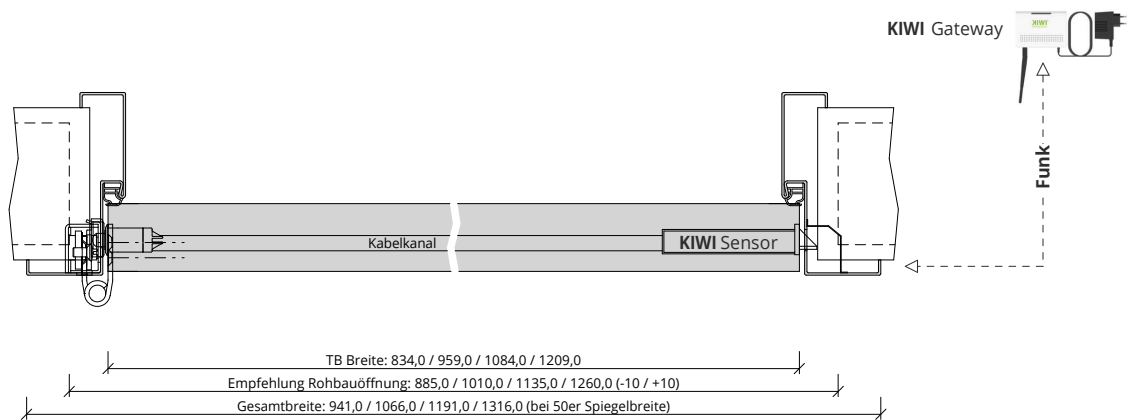 KIWI Gateway
KIWI
Funk
Kabelkanal
KIWI Sensor
TB Breite: 834,0 / 959,0 / 1084,0 / 1209,0
Empfehlung Rohbauöffnung: 885,0 / 1010,0 / 1135,0 / 1260,0 (-10 / +10)
Gesamtbreite: 941,0 / 1066,0 / 1191,0 / 1316,0 (bei 50er Spiegelbreite)